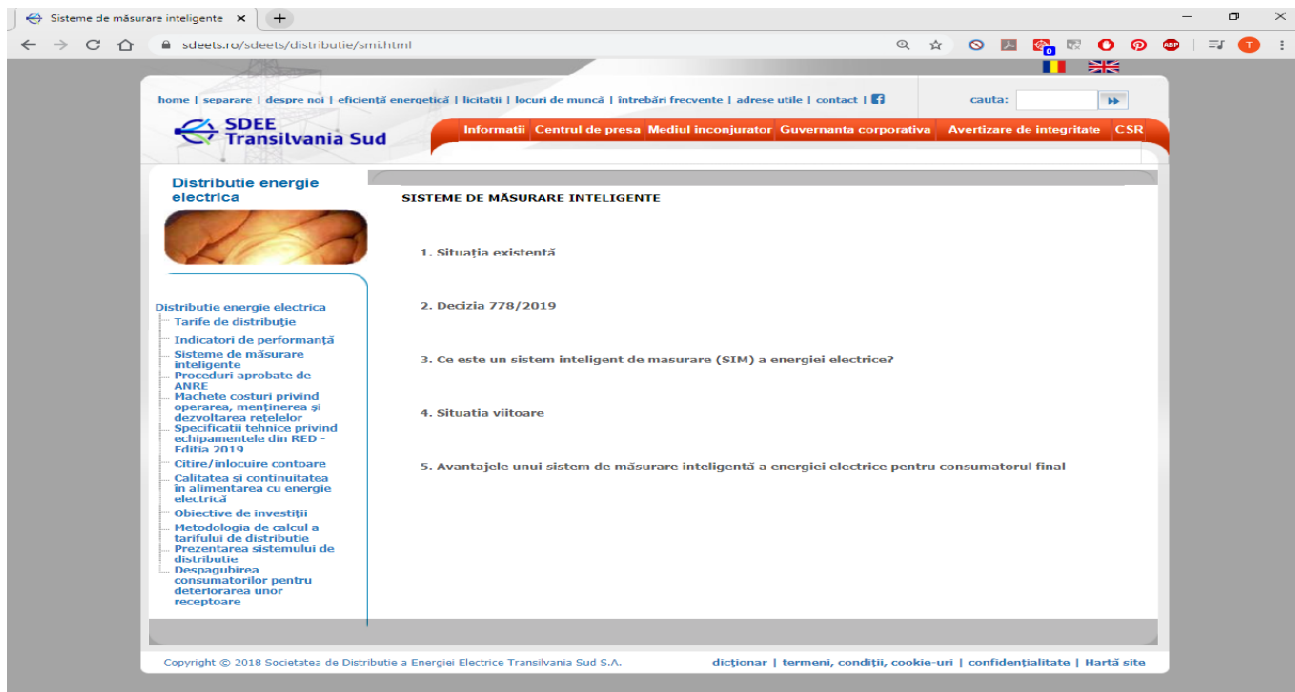 Sisteme de măsurare inteligente
sdeets.ro/sdeets/distributie/smi.html
ABP
0
T
home | separare | despre noi | eficiență energetică | licitații | locuri de muncă | întrebări frecvente | adrese utile | contact |
cauta:
SDEE
Transilvania Sud
Informatii Centrul de presa Mediul inconjurator Guvernanta corporativa Avertizare de integritate CSR
Distributie energie
electrica
Distributie energie electrica
Tarife de distribuție
Indicatori de performanță
Sisteme de măsurare
inteligente
Proceduri aprobate de
ANRE
Machete costuri privind
operarea, menținerea și
dezvoltarea retelelor
Specificatii tehnice privind
echipamentele din RED -
Editia 2019
Citire/inlocuire contoare
Calitatea și continuitatea
în alimentarea cu energie
electrică
Obiective de investiții
Metodologia de calcul a
tarifului de distributie
Prezentarea sistemului de
distributie
Despagubirea
consumatorilor pentru
deteriorarea unor
receptoare
SISTEME DE MĂSURARE INTELIGENTE
1. Situația existentă
2. Decizia 778/2019
3. Ce este un sistem inteligent de masurare (SIM) a energiei electrice?
4. Situatia viitoare
5. Avantajele unui sistem de măsurare inteligentă a energiei electrice pentru consumatorul final
Copyright © 2018 Societatea de Distributie a Energiei Electrice Transilvania Sud S.A.
dicționar | termeni, condiții, cookie-uri | confidențialitate | Hartă site